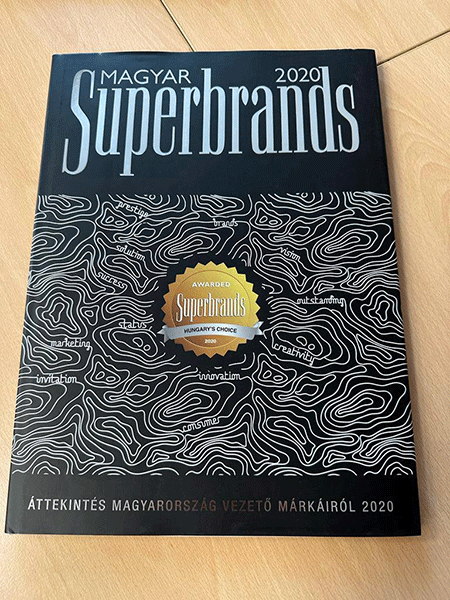 MAGYAR 2020
Superbrands
prestige
brands
solution
vision
success
AWARDED
Superbrands
outstanding
status
HUNGARY'S CHOICE
2020
marketing
creativity
invitation
innovation
consumer
ÁTTEKINTÉS MAGYARORSZÁG VEZETŐ MÁRKÁIRÓL 2020